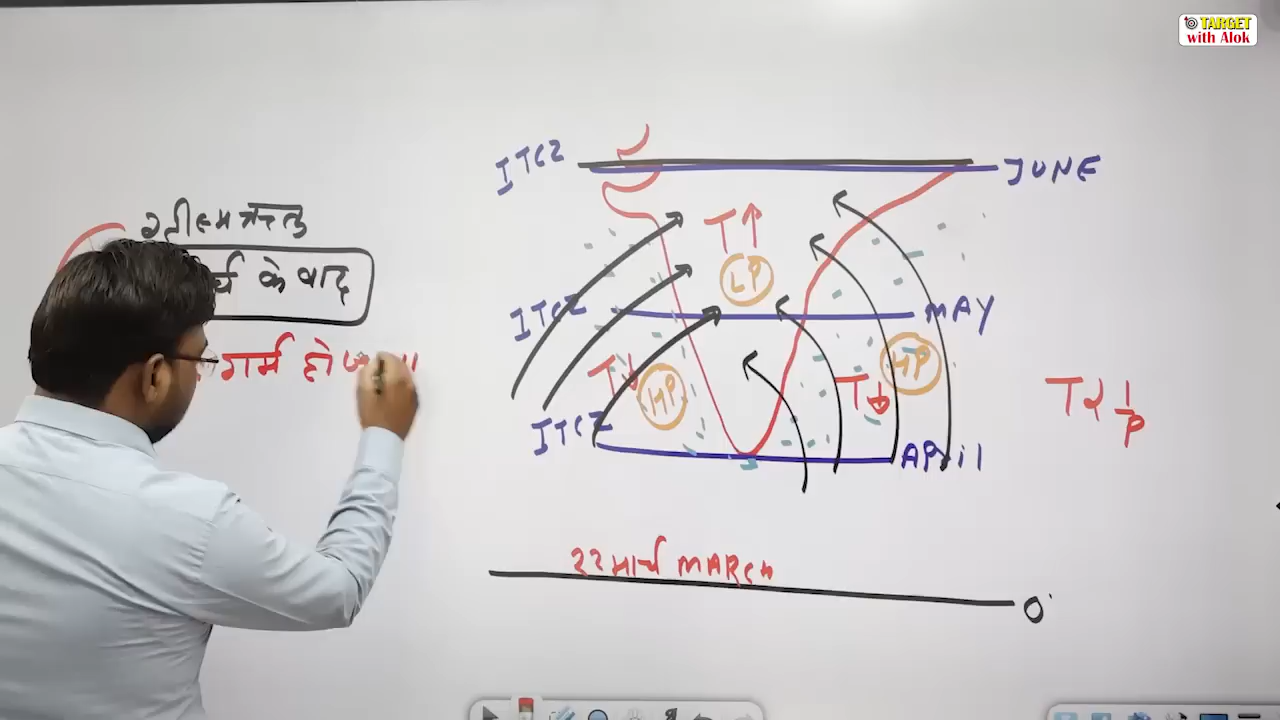 TARGET
with Alok
ITCZ
JUNE
ग्रीष्म ऋतु
के बाद
T↑
LP
ITCZ
MAY
गर्म हो
T↓
HP
T↓
HP
T α 1/P
ITCZ
APRIL
22 मार्च MARCH
0°